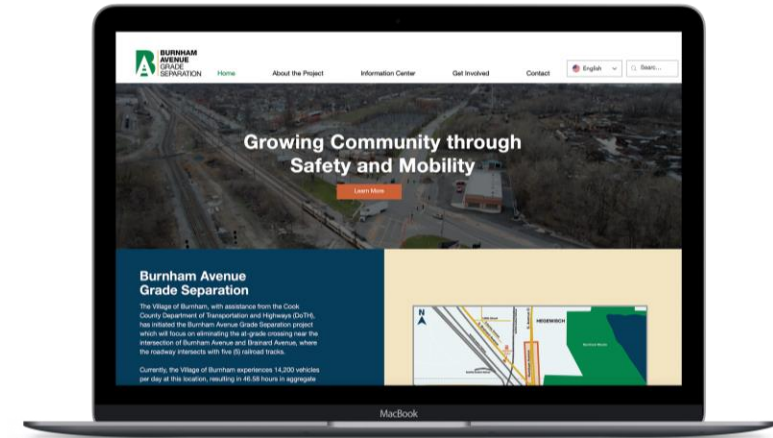 BURNHAM
AVENUE
GRADE
SEPARATION
Home
About the Project
Information Center
Get Involved
Contact
English
Searc...
Growing Community through
Safety and Mobility
Learn More
Burnham Avenue
Grade Separation
The Village of Burnham, with assistance from the Cook
County Department of Transportation and Highways (DoTH),
has initiated the Burnham Avenue Grade Separation project
which will focus on eliminating the at-grade crossing near the
intersection of Burnham Avenue and Brainard Avenue, where
the roadway intersects with five (5) railroad tracks.
Currently, the Village of Burnham experiences 14,200 vehicles
per day at this location, resulting in 46.58 hours in aggregate
N
HEGEWISCH
MacBook